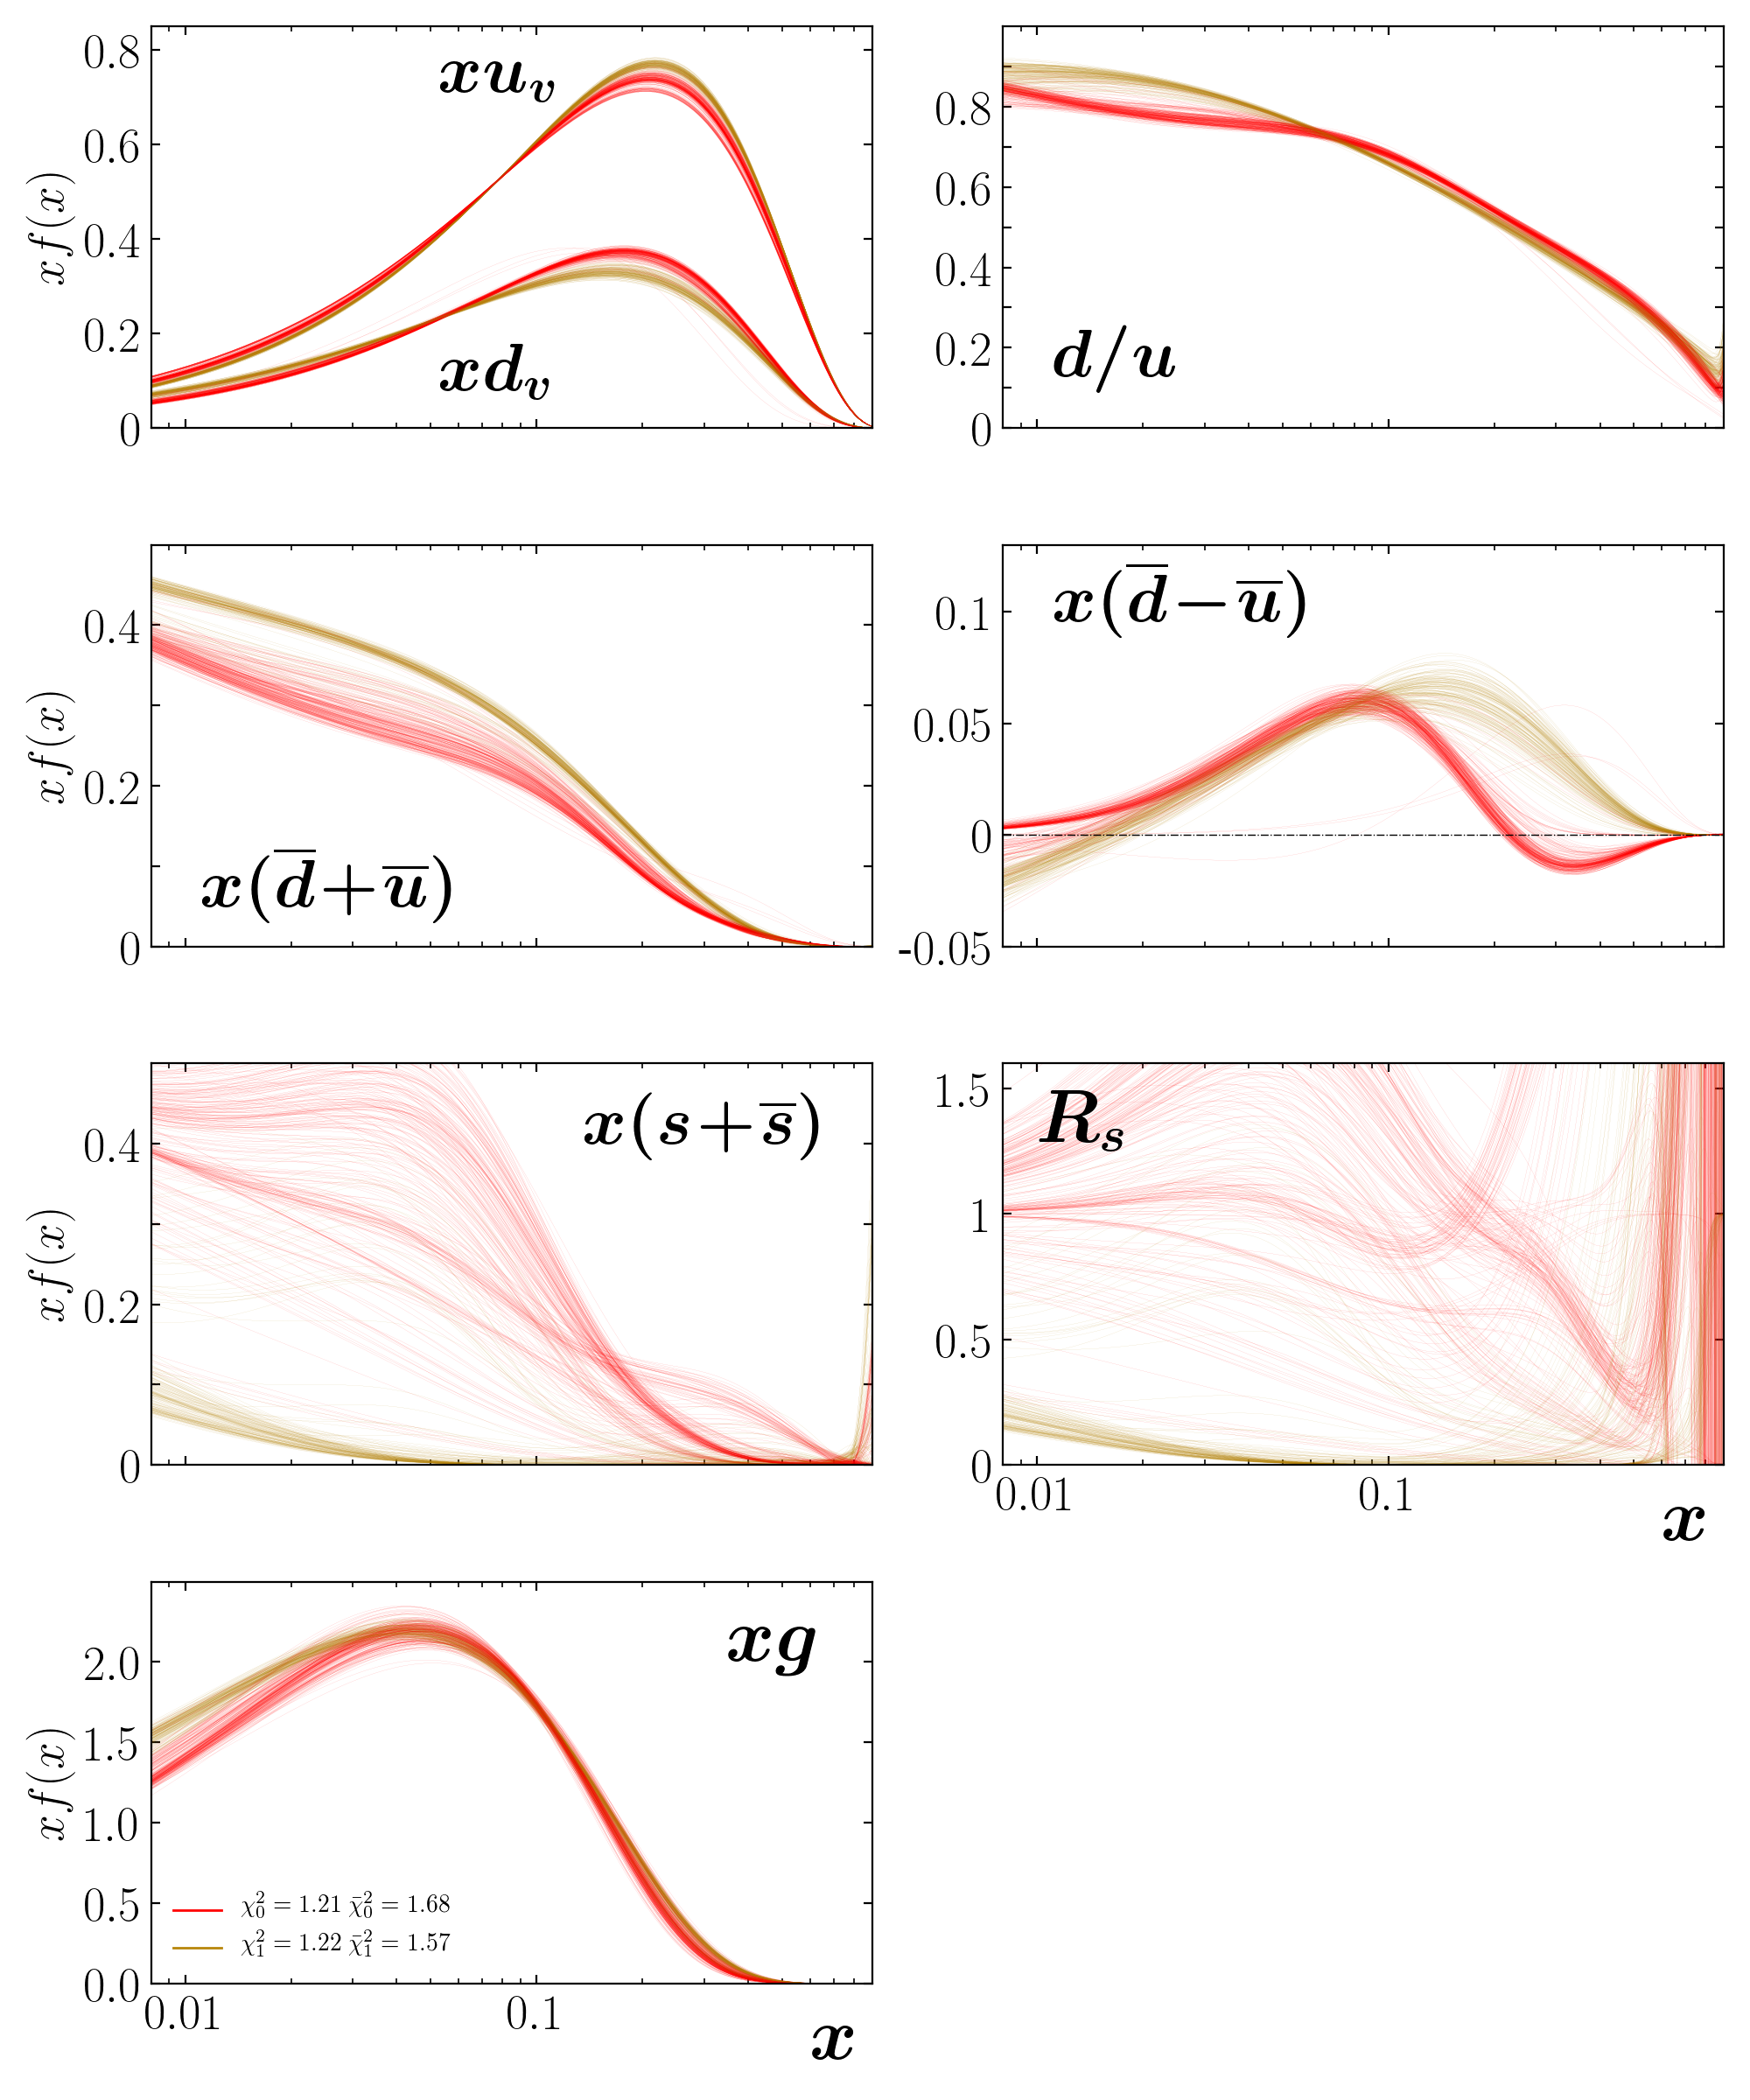 0.8
0.6
0.4
0.2
0
xf(x)
xu_v
xd_v
0.8
0.6
0.4
0.2
0
d/u
0.4
0.2
0
xf(x)
x(d̅+u̅)
0.1
0.05
0
-0.05
x(d̅−u̅)
0.4
0.2
0
xf(x)
x(s+s̅)
1.5
1
0.5
0
R_s
0.01 0.1
x
2.0
1.5
1.0
0.5
0.0
xf(x)
xg
χ²₀ = 1.21 χ̄²₀ = 1.68
χ²₁ = 1.22 χ̄²₁ = 1.57
0.01 0.1
x